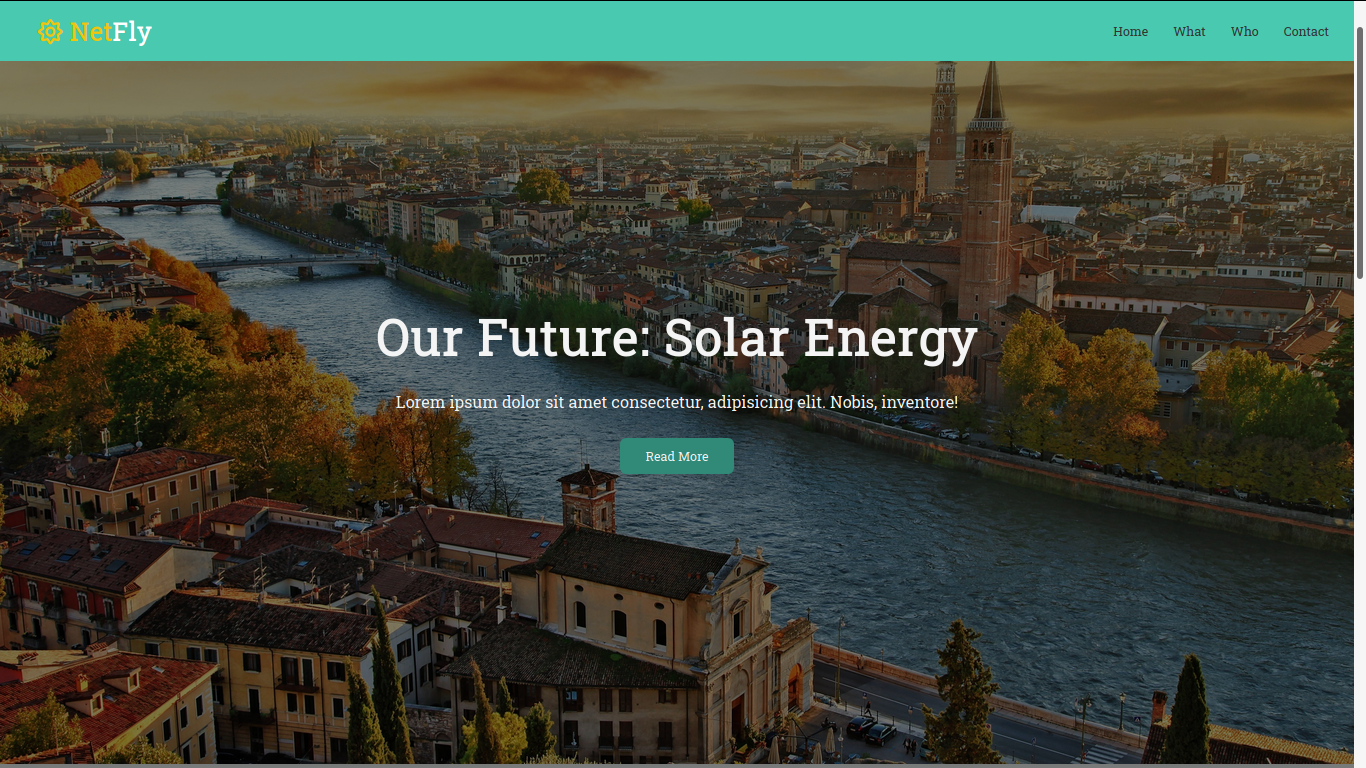 NetFly
Home What Who Contact
Our Future: Solar Energy
Lorem ipsum dolor sit amet consectetur, adipisicing elit. Nobis, inventore!
Read More